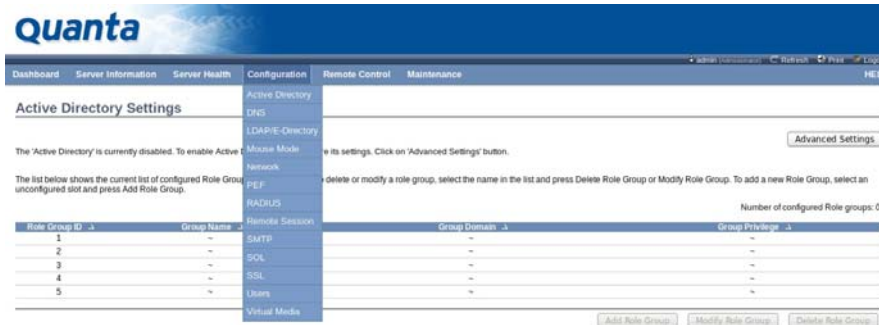 Quanta
admin (Administrator) Refresh Print
Dashboard Server Information Server Health Configuration Remote Control Maintenance
Active Directory
DNS
LDAP/E-Directory
Mouse Mode
Network
PEF
RADIUS
Remote Session
SMTP
SOL
SSL
Users
Virtual Media
Active Directory Settings
Advanced Settings
The 'Active Directory' is currently disabled. To enable Active re its settings. Click on 'Advanced Settings' button.
The list below shows the current list of configured Role Grou delete or modify a role group, select the name in the list and press Delete Role Group or Modify Role Group. To add a new Role Group, select an
unconfigured slot and press Add Role Group.
Number of configured Role groups: 0
Role Group ID Group Name Group Domain Group Privilege
1 ~ ~ ~
2 ~ ~ ~
3 ~ ~ ~
4 ~ ~ ~
5 ~ ~ ~
Add Role Group Modify Role Group Delete Role Group